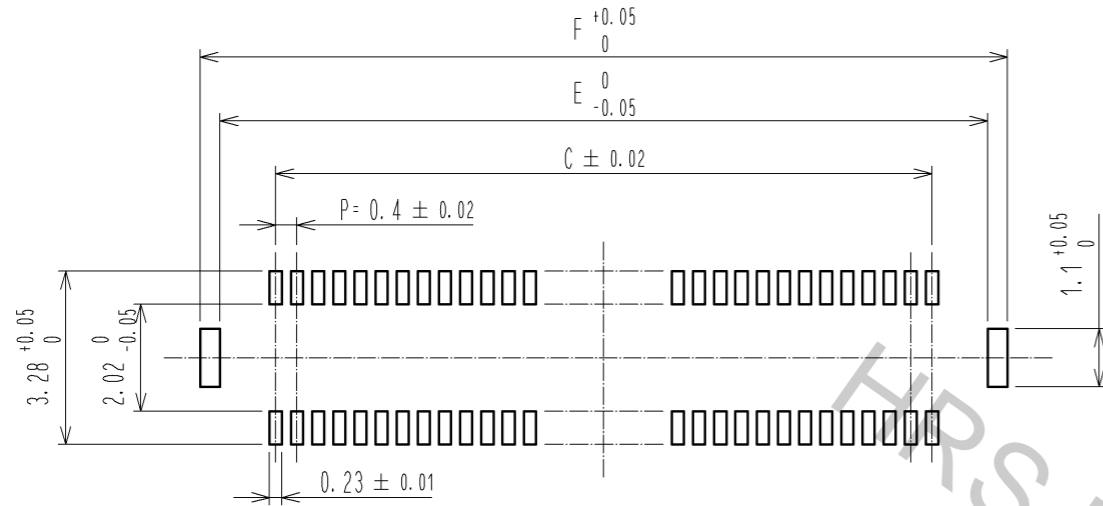 F +0.05 0
E 0 -0.05
C ± 0.02
P= 0.4 ± 0.02
1.1 +0.05 0
3.28 +0.05 0
2.02 0 -0.05
0.23 ± 0.01
HRS